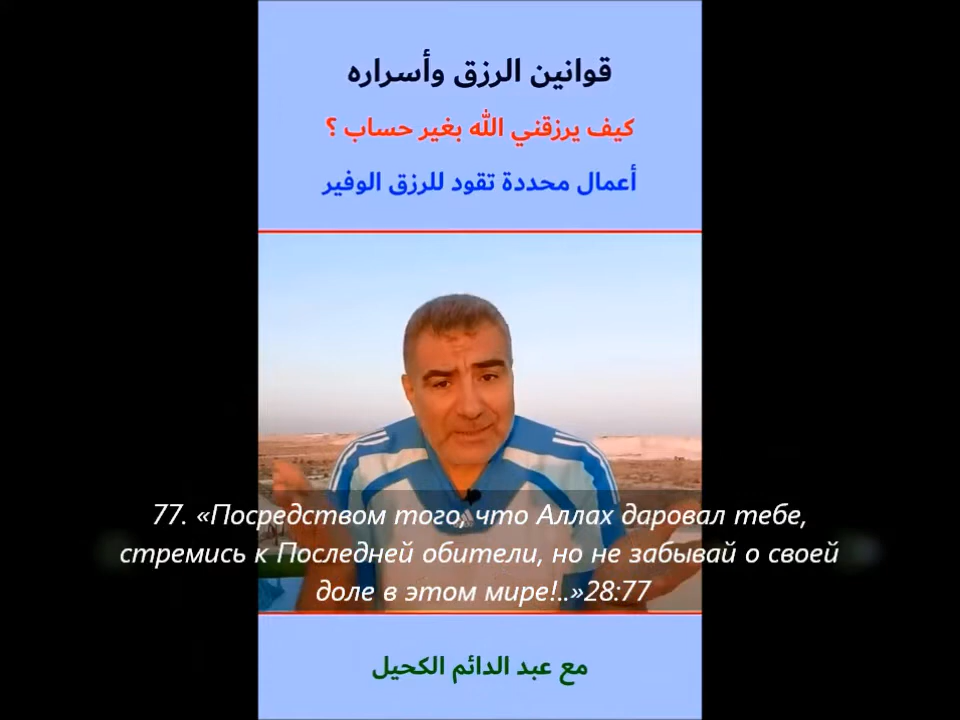 قوانين الرزق وأسراره
كيف يرزقني الله بغير حساب ؟
أعمال محددة تقود للرزق الوفير
77. «Посредством того, что Аллах даровал тебе,
стремись к Последней обители, но не забывай о своей
доле в этом мире!..»28:77
مع عبد الدائم الكحيل